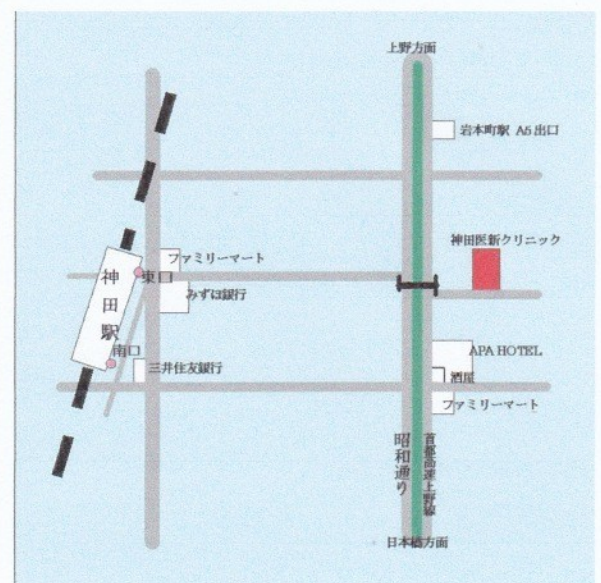 上野方面
岩本町駅 A5出口
神田医新クリニック
ファミリーマート
東口
みずほ銀行
神田駅
南口
三井住友銀行
APA HOTEL
酒屋
ファミリーマート
昭和通り
首都高速上野線
日本橋方面